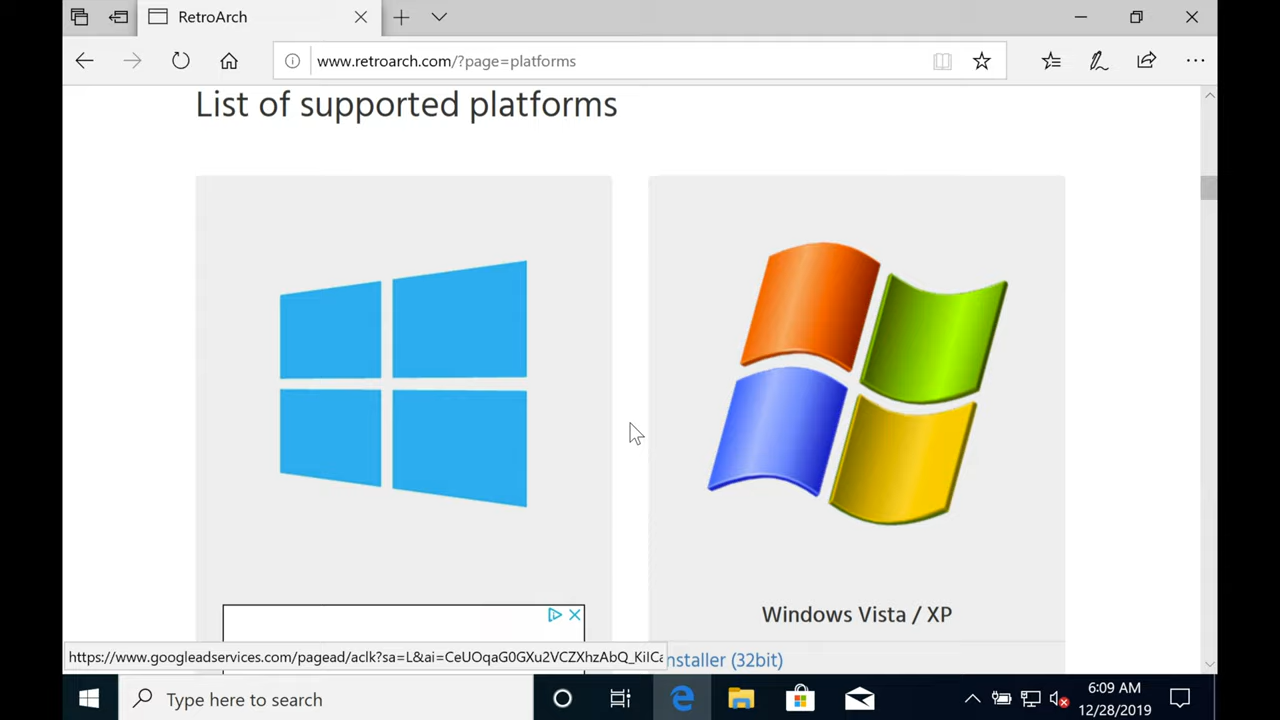 RetroArch
www.retroarch.com/?page=platforms
List of supported platforms
Windows Vista / XP
https://www.googleadservices.com/pagead/aclk?sa=L&ai=CeUOqaG0GXu2VCZXhzAbQ_KiICa
nstaller (32bit)
Type here to search
6:09 AM
12/28/2019